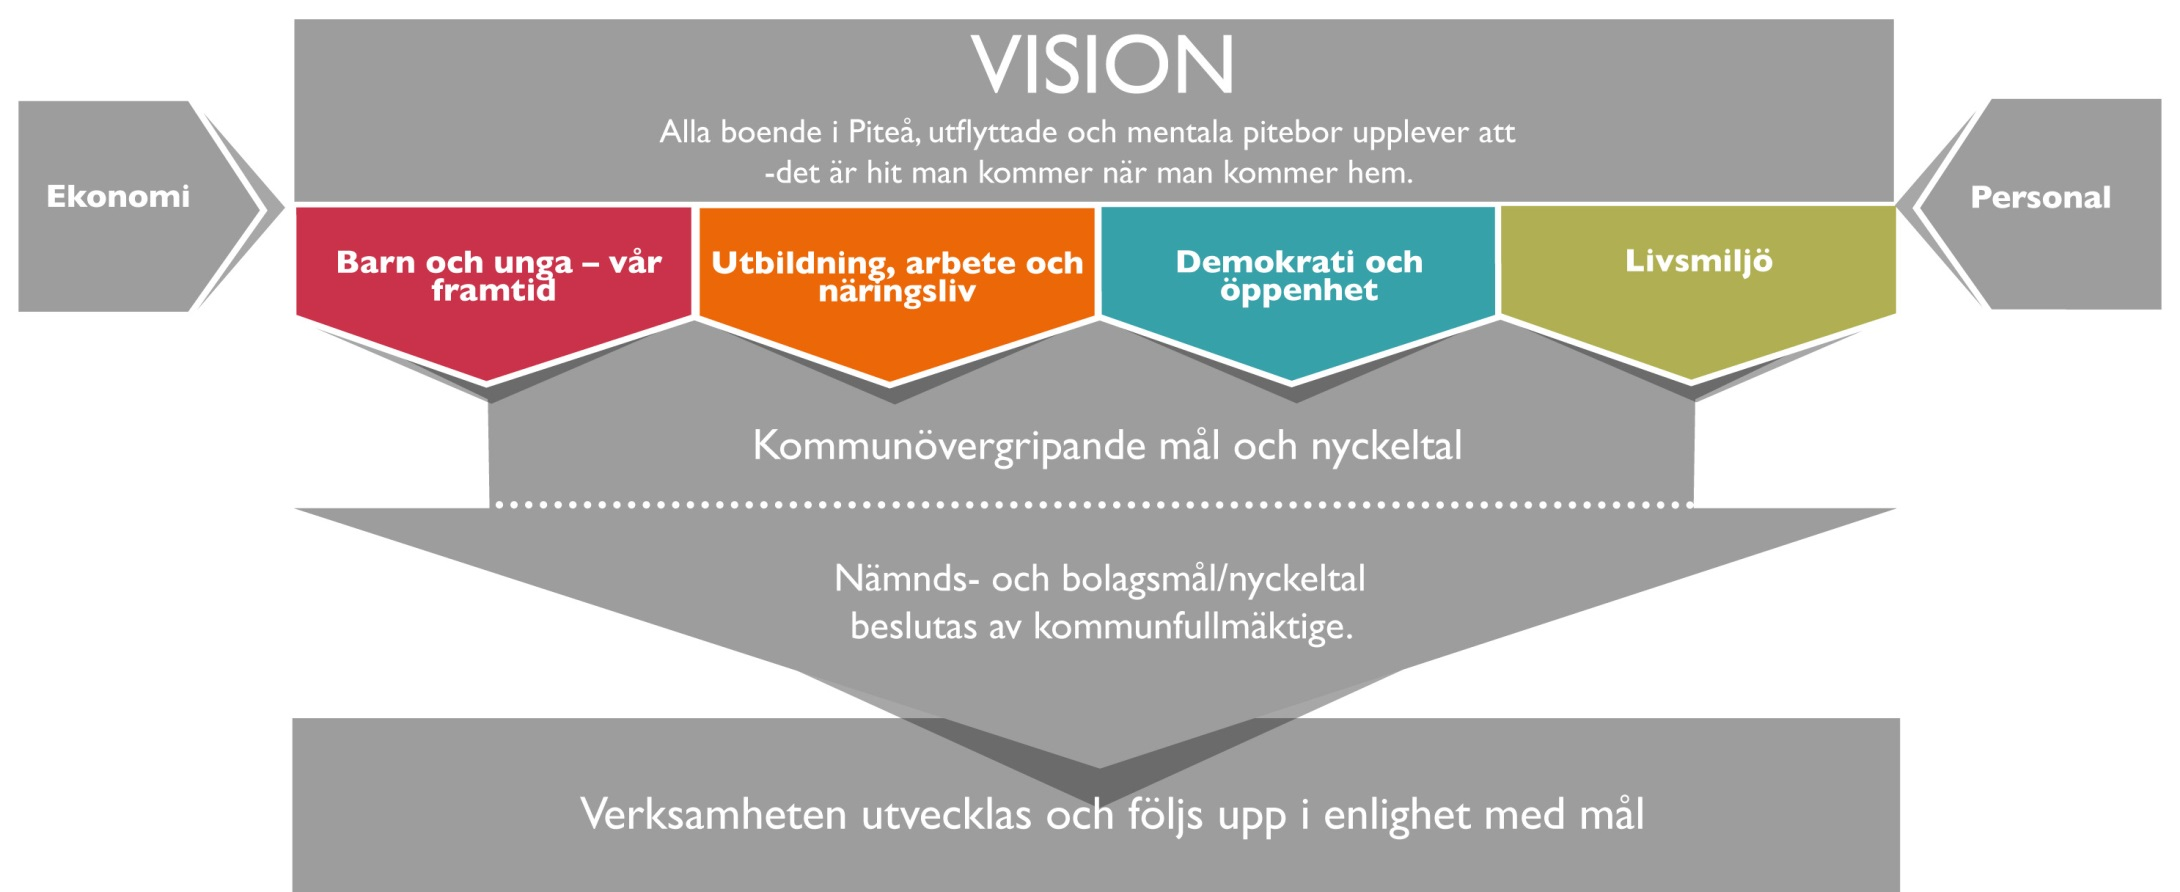 VISION
Alla boende i Piteå, utflyttade och mentala pitebor upplever att
-det är hit man kommer när man kommer hem.
Ekonomi
Personal
Barn och unga – vår
framtid
Utbildning, arbete och
näringsliv
Demokrati och
öppenhet
Livsmiljö
Kommunövergripande mål och nyckeltal
Nämnds- och bolagsmål/nyckeltal
beslutas av kommunfullmäktige.
Verksamheten utvecklas och följs upp i enlighet med mål